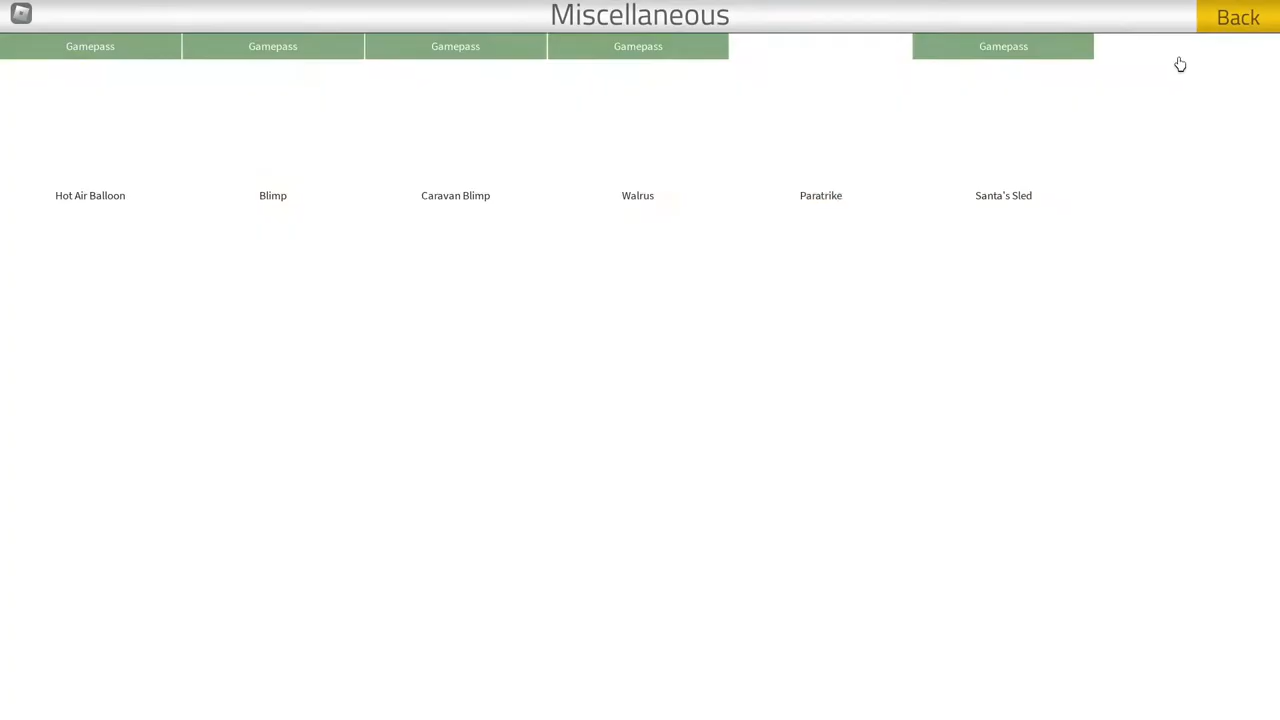 Miscellaneous
Back
Gamepass Gamepass Gamepass Gamepass Gamepass
Hot Air Balloon Blimp Caravan Blimp Walrus Paratrike Santa's Sled